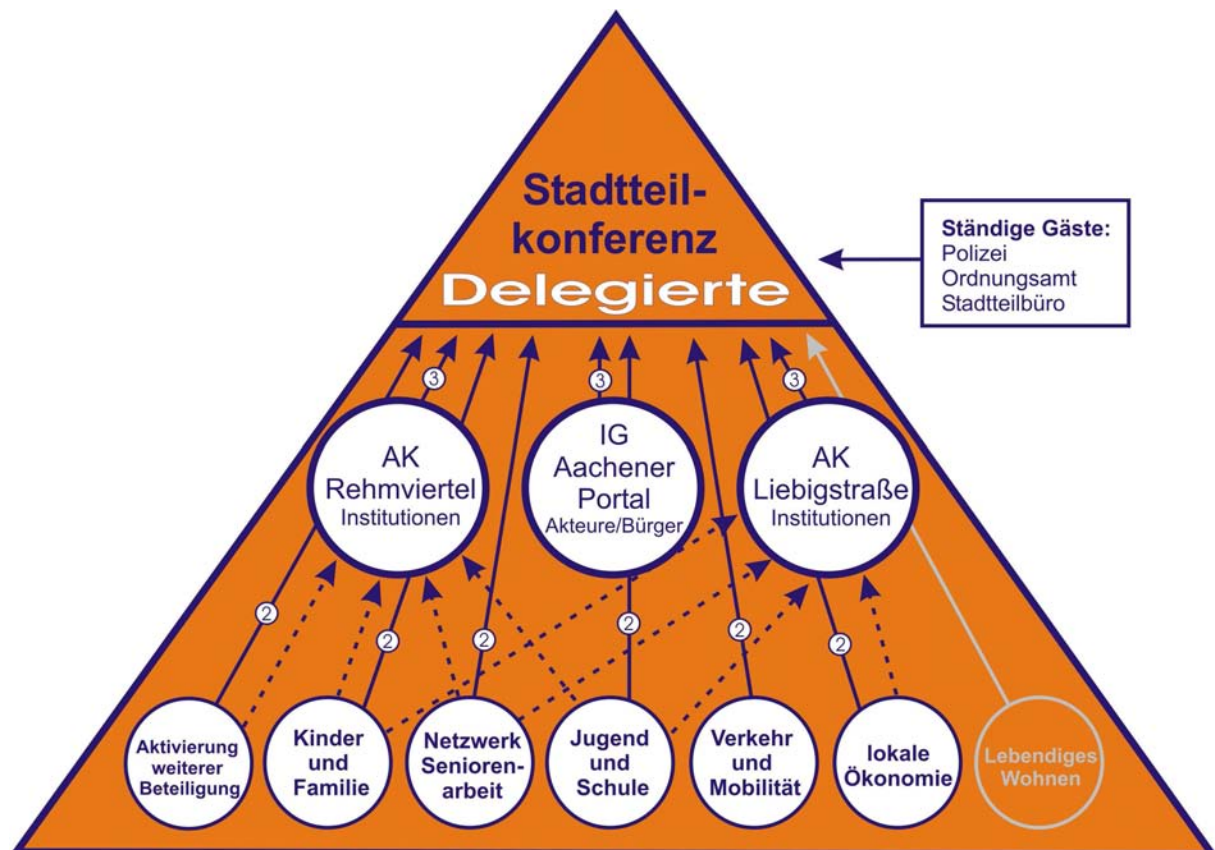 Stadtteil-
konferenz
Delegierte
Ständige Gäste:
Polizei
Ordnungsamt
Stadtteilbüro
3
3
3
AK
Rehmviertel
Institutionen
IG
Aachener
Portal
Akteure/Bürger
AK
Liebigstraße
Institutionen
2
2
2
2
2
2
Aktivierung
weiterer
Beteiligung
Kinder
und
Familie
Netzwerk
Senioren-
arbeit
Jugend
und
Schule
Verkehr
und
Mobilität
lokale
Ökonomie
Lebendiges
Wohnen